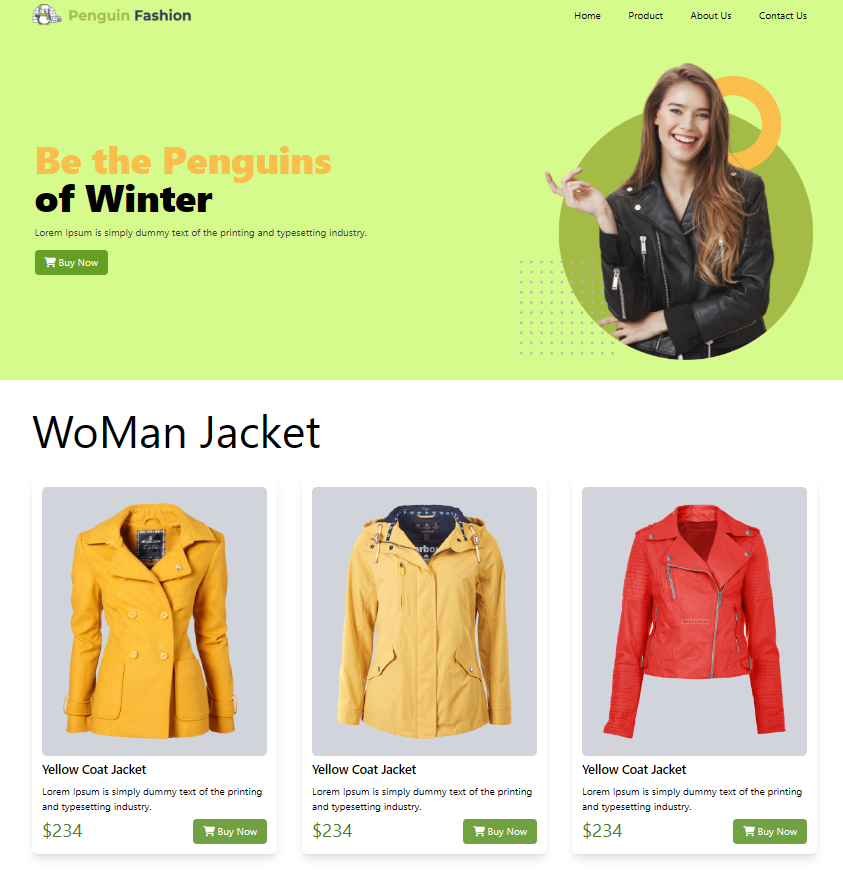 Penguin Fashion
Home Product About Us Contact Us
Be the Penguins
of Winter
Lorem Ipsum is simply dummy text of the printing and typesetting industry.
Buy Now
WoMan Jacket
Yellow Coat Jacket
Lorem Ipsum is simply dummy text of the printing
and typesetting industry.
$234 Buy Now
Yellow Coat Jacket
Lorem Ipsum is simply dummy text of the printing
and typesetting industry.
$234 Buy Now
Yellow Coat Jacket
Lorem Ipsum is simply dummy text of the printing
and typesetting industry.
$234 Buy Now